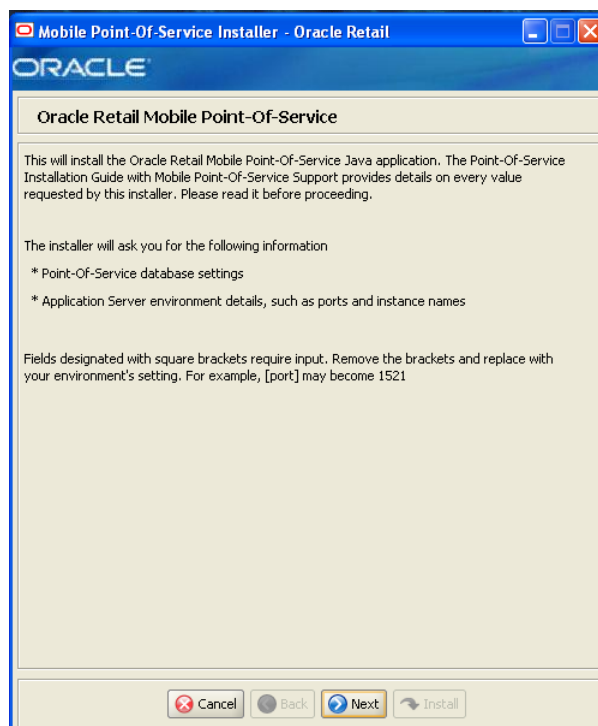 Mobile Point-Of-Service Installer - Oracle Retail
ORACLE
Oracle Retail Mobile Point-Of-Service
This will install the Oracle Retail Mobile Point-Of-Service Java application. The Point-Of-Service
Installation Guide with Mobile Point-Of-Service Support provides details on every value
requested by this installer. Please read it before proceeding.
The installer will ask you for the following information
* Point-Of-Service database settings
* Application Server environment details, such as ports and instance names
Fields designated with square brackets require input. Remove the brackets and replace with
your environment's setting. For example, [port] may become 1521
Cancel Back Next Install